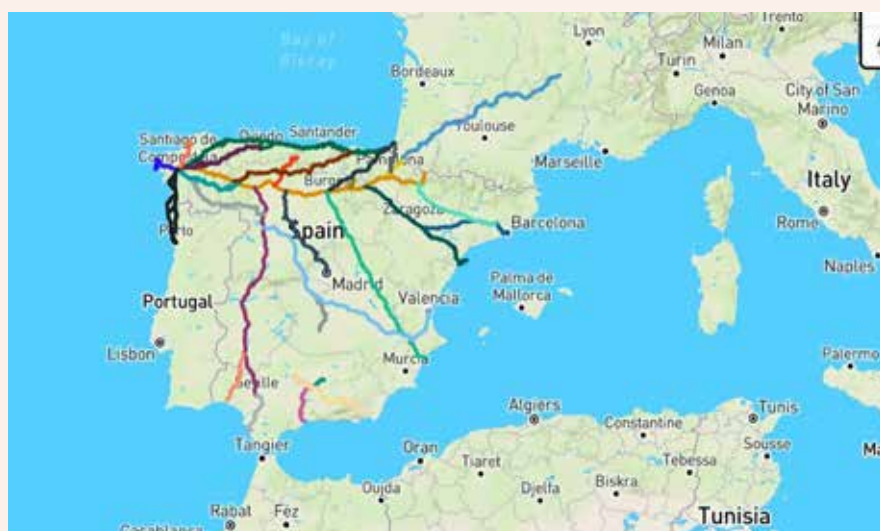 Lyon
Trento
Milan
Turin
Bay of
Biscay
Bordeaux
Genoa
City of San
Marino
Santiago de
Oviedo
Santander
Toulouse
Marseille
Pamplona
Italy
Burgos
Zaragoza
Barcelona
Rome
Porto
Spain
Naples
Madrid
Palma de
Mallorca
Portugal
Valencia
Lisbon
Murcia
Palermo
Seville
Algiers
Tunis
Constantine
Tangier
Oran
Sousse
Tiaret
Tebessa
Biskra
Oujda
Djelfa
Rabat
Fez
Tunisia